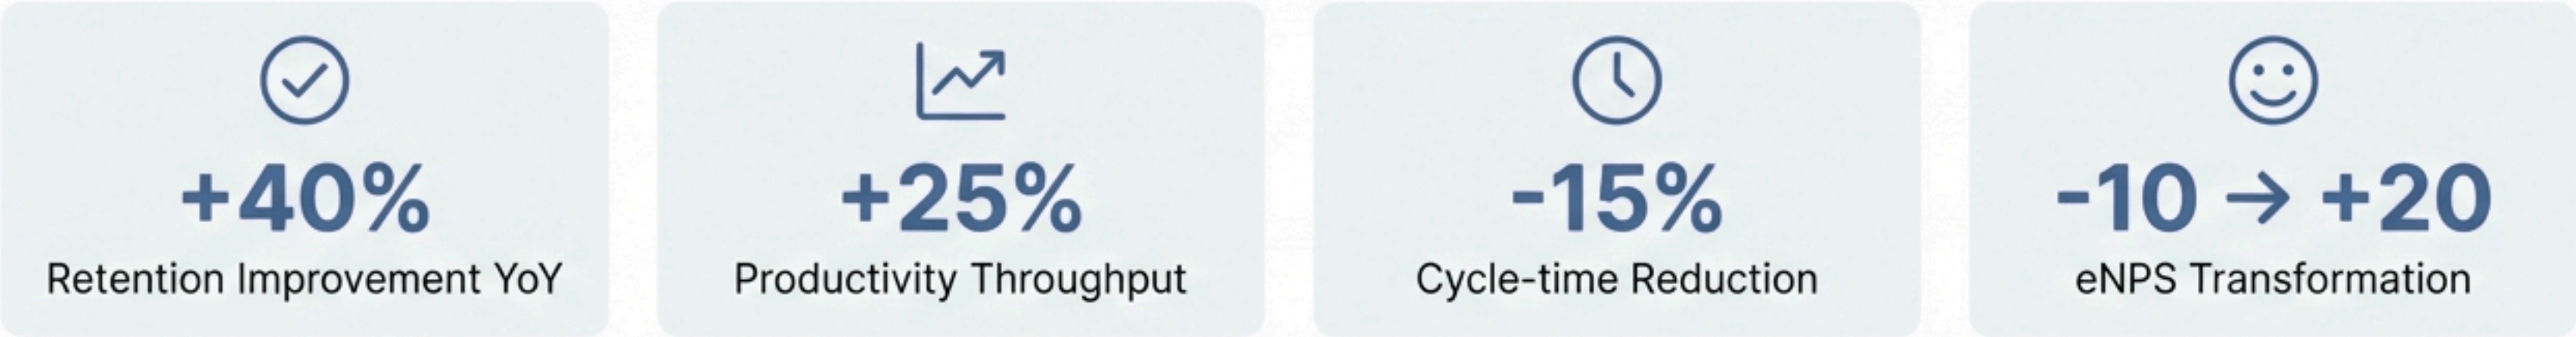 +40%
Retention Improvement YoY
+25%
Productivity Throughput
-15%
Cycle-time Reduction
-10 → +20
eNPS Transformation